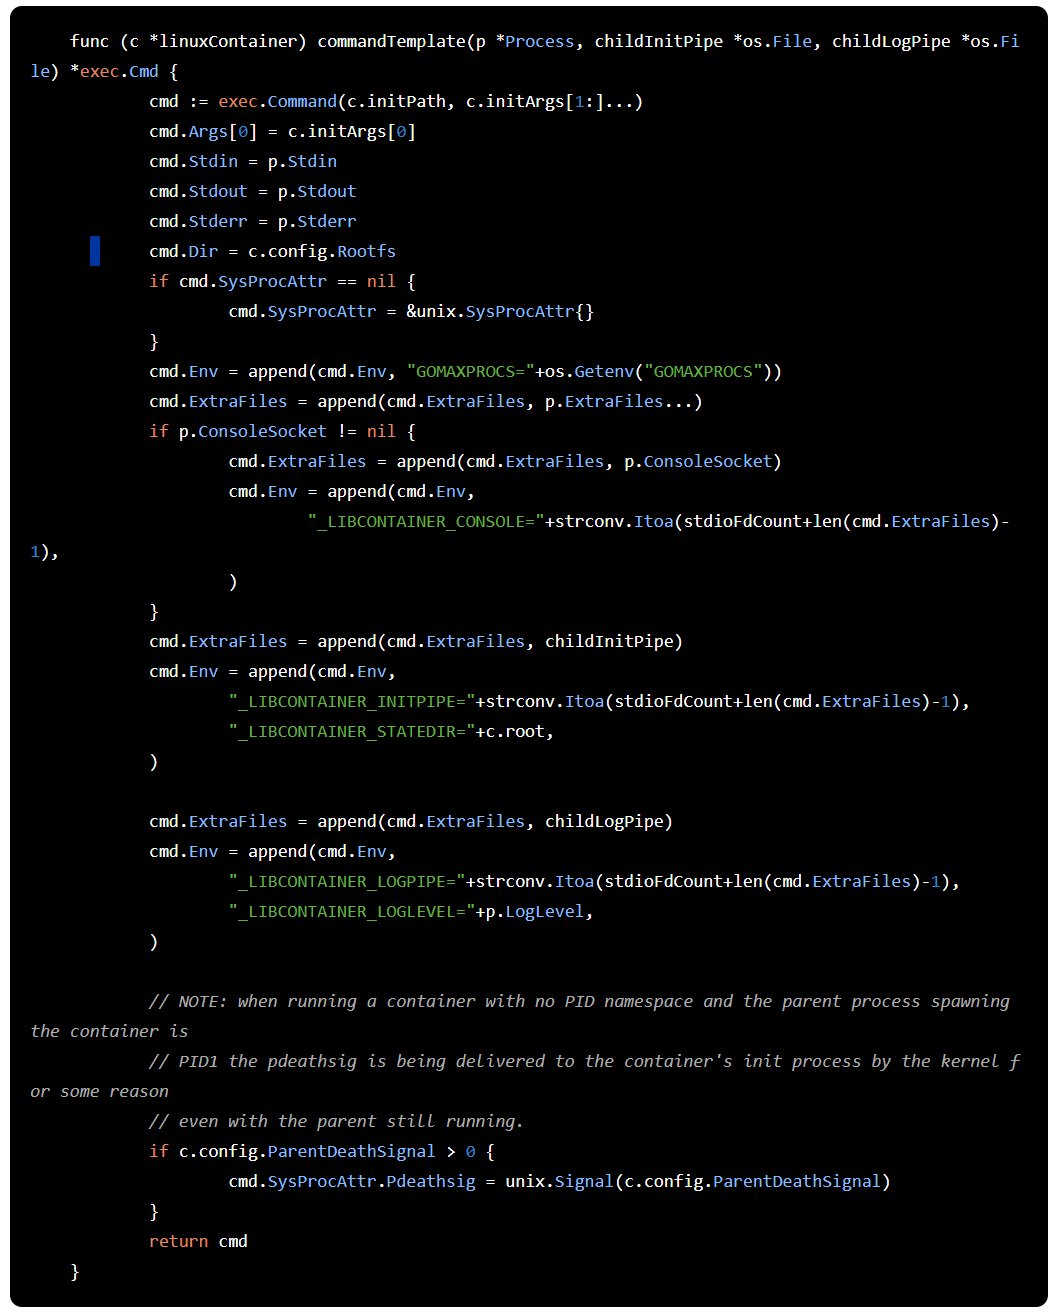 func (c *linuxContainer) commandTemplate(p *Process, childInitPipe *os.File, childLogPipe *os.Fi
le) *exec.Cmd {
cmd := exec.Command(c.initPath, c.initArgs[1:]...)
cmd.Args[0] = c.initArgs[0]
cmd.Stdin = p.Stdin
cmd.Stdout = p.Stdout
cmd.Stderr = p.Stderr
cmd.Dir = c.config.Rootfs
if cmd.SysProcAttr == nil {
cmd.SysProcAttr = &unix.SysProcAttr{}
}
cmd.Env = append(cmd.Env, "GOMAXPROCS="+os.Getenv("GOMAXPROCS"))
cmd.ExtraFiles = append(cmd.ExtraFiles, p.ExtraFiles...)
if p.ConsoleSocket != nil {
cmd.ExtraFiles = append(cmd.ExtraFiles, p.ConsoleSocket)
cmd.Env = append(cmd.Env,
"_LIBCONTAINER_CONSOLE="+strconv.Itoa(stdioFdCount+len(cmd.ExtraFiles)-
1),
)
}
cmd.ExtraFiles = append(cmd.ExtraFiles, childInitPipe)
cmd.Env = append(cmd.Env,
"_LIBCONTAINER_INITPIPE="+strconv.Itoa(stdioFdCount+len(cmd.ExtraFiles)-1),
"_LIBCONTAINER_STATEDIR="+c.root,
)
cmd.ExtraFiles = append(cmd.ExtraFiles, childLogPipe)
cmd.Env = append(cmd.Env,
"_LIBCONTAINER_LOGPIPE="+strconv.Itoa(stdioFdCount+len(cmd.ExtraFiles)-1),
"_LIBCONTAINER_LOGLEVEL="+p.LogLevel,
)
// NOTE: when running a container with no PID namespace and the parent process spawning
the container is
// PID1 the pdeathsig is being delivered to the container's init process by the kernel f
or some reason
// even with the parent still running.
if c.config.ParentDeathSignal > 0 {
cmd.SysProcAttr.Pdeathsig = unix.Signal(c.config.ParentDeathSignal)
}
return cmd
}